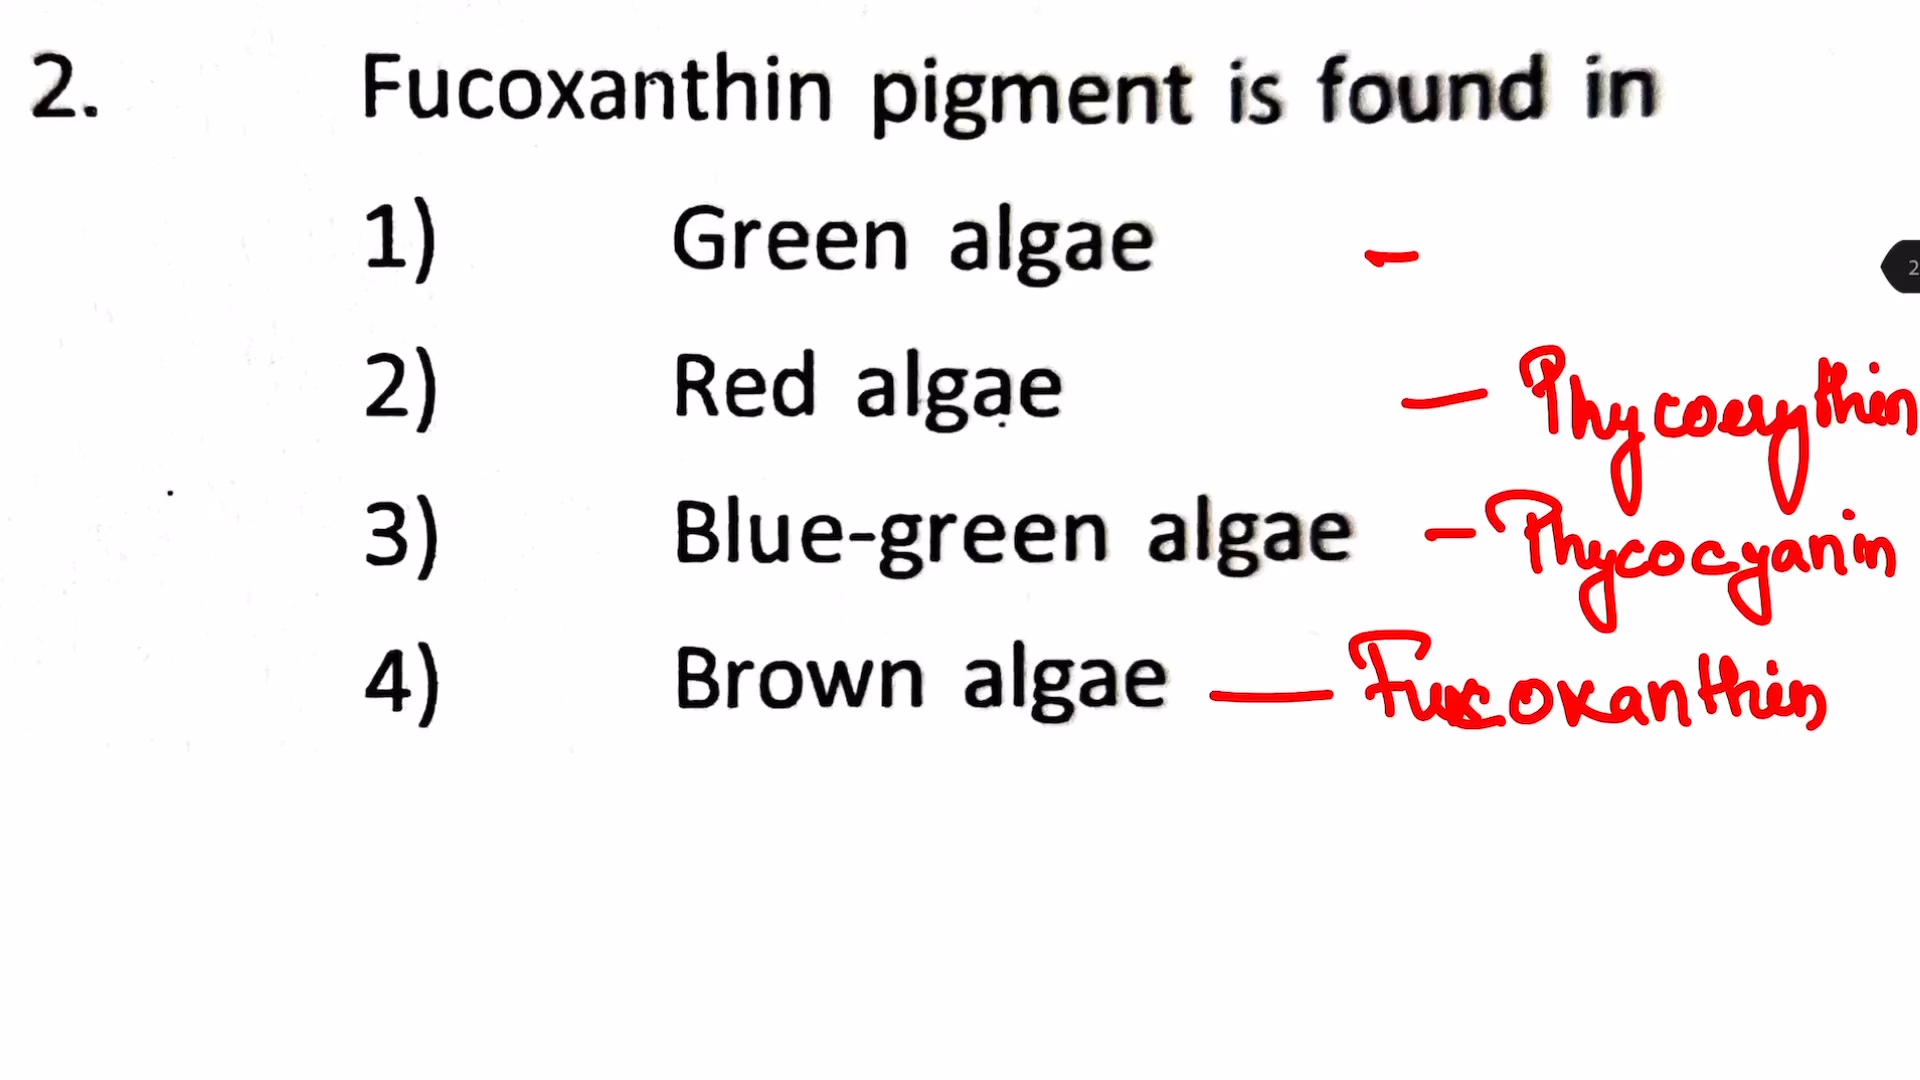 2. Fucoxanthin pigment is found in
1) Green algae -
2) Red algae - Phycoerythin
3) Blue-green algae - Phycocyanin
4) Brown algae - Fucoxanthin
2